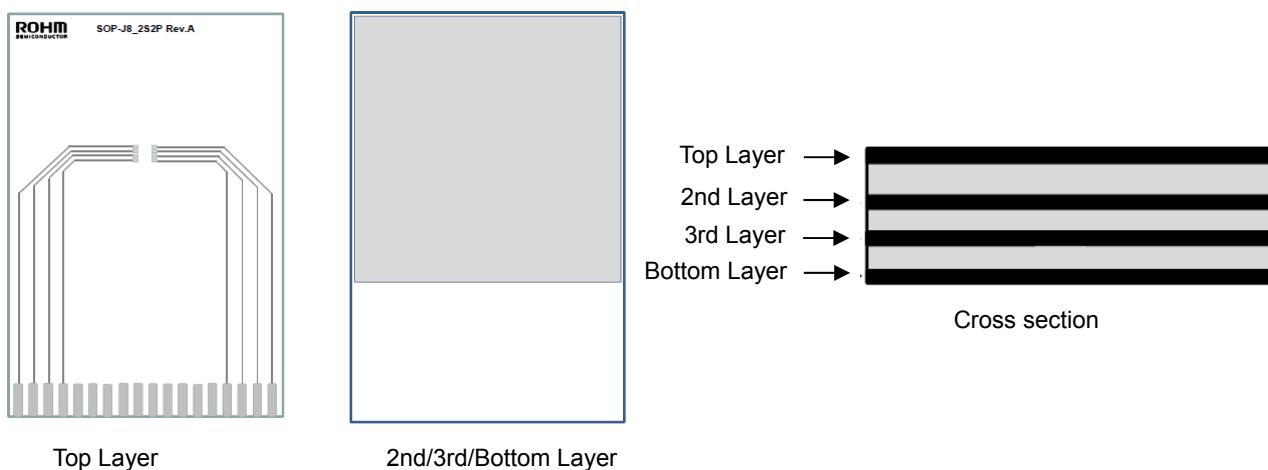 ROHM
SEMICONDUCTOR
SOP-J8_2S2P Rev.A
Top Layer
2nd Layer
3rd Layer
Bottom Layer
Cross section
Top Layer
2nd/3rd/Bottom Layer